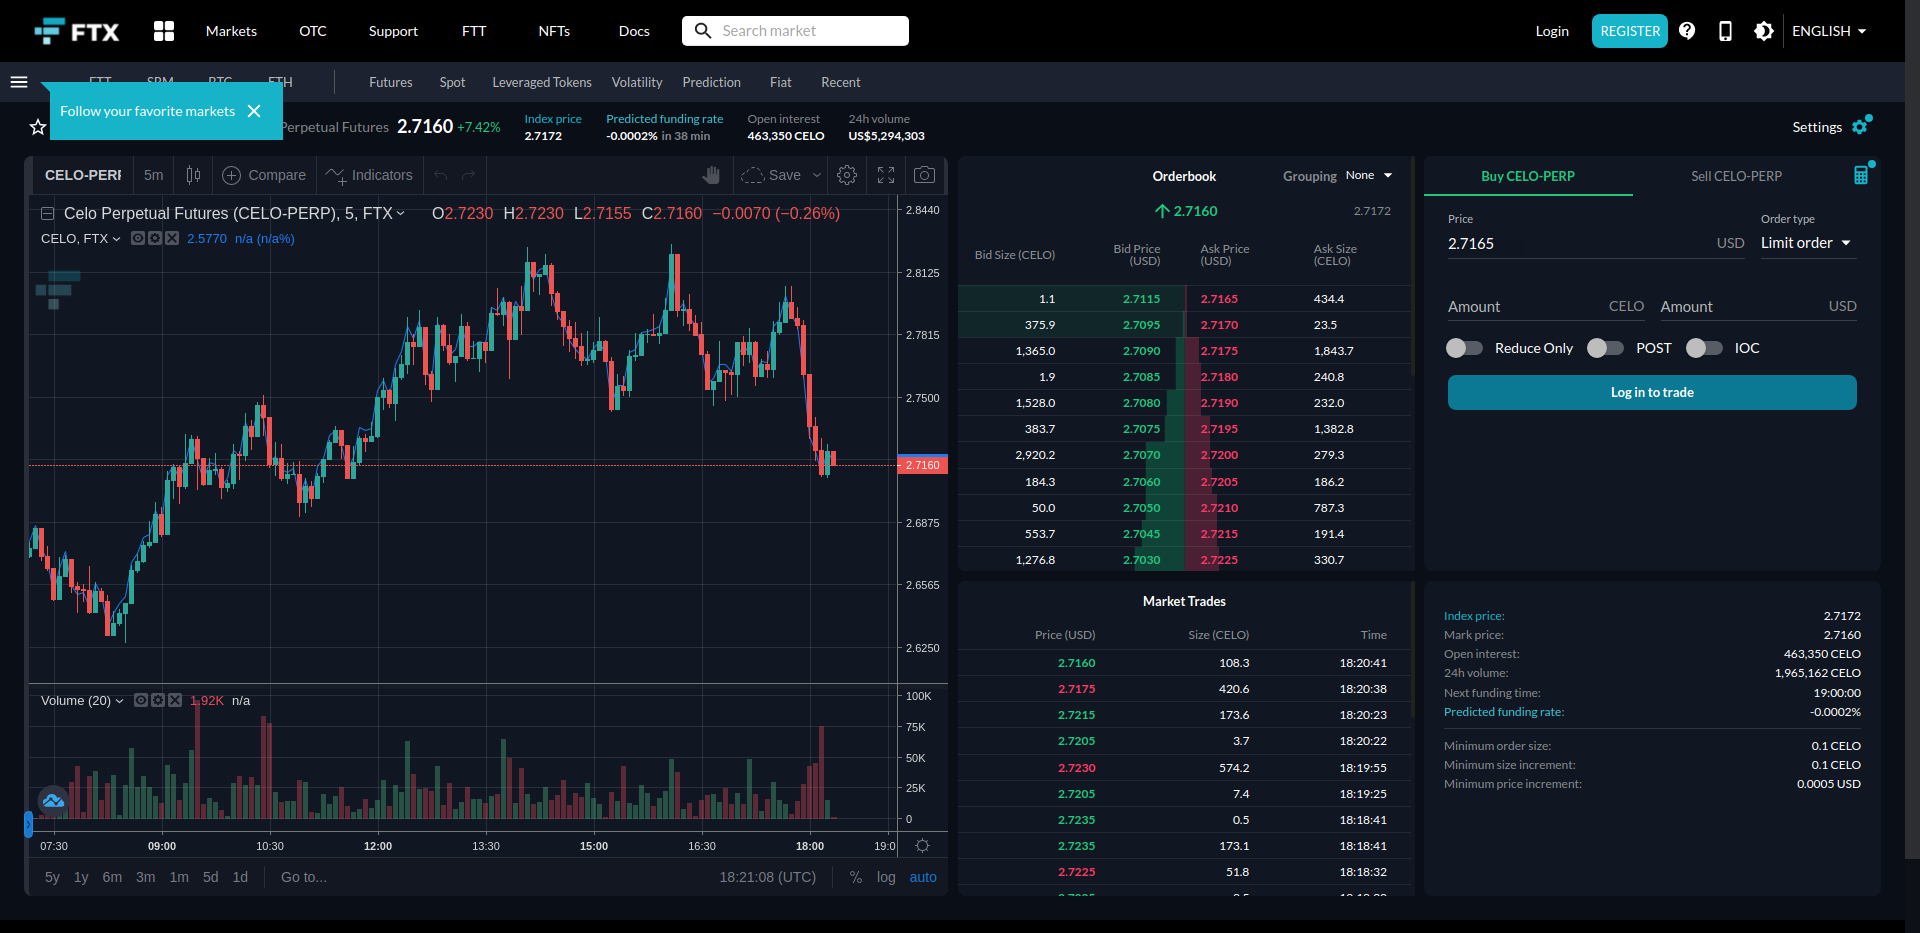 FTX
Markets
OTC
Support
FTT
NFTs
Docs
Search market
Login
REGISTER
ENGLISH
Futures
Spot
Leveraged Tokens
Volatility
Prediction
Fiat
Recent
Follow your favorite markets
Perpetual Futures
2.7160 +7.42%
Index price
2.7172
Predicted funding rate
-0.0002% in 38 min
Open interest
463,350 CELO
24h volume
US$5,294,303
Settings
CELO-PERP
5m
Compare
Indicators
Save
Celo Perpetual Futures (CELO-PERP), 5, FTX
O2.7230 H2.7230 L2.7155 C2.7160 −0.0070 (−0.26%)
CELO, FTX
2.5770 n/a (n/a%)
2.8440
2.8125
2.7815
2.7500
2.7160
2.6875
2.6565
2.6250
Volume (20)
1.92K n/a
100K
75K
50K
25K
0
07:30 09:00 10:30 12:00 13:30 15:00 16:30 18:00 19:0
5y 1y 6m 3m 1m 5d 1d Go to...
18:21:08 (UTC) % log auto
Orderbook
Grouping None
2.7160
2.7172
Bid Size (CELO) Bid Price (USD) Ask Price (USD) Ask Size (CELO)
1.1 2.7115 2.7165 434.4
375.9 2.7095 2.7170 23.5
1,365.0 2.7090 2.7175 1,843.7
1.9 2.7085 2.7180 240.8
1,528.0 2.7080 2.7190 232.0
383.7 2.7075 2.7195 1,382.8
2,920.2 2.7070 2.7200 279.3
184.3 2.7060 2.7205 186.2
50.0 2.7050 2.7210 787.3
553.7 2.7045 2.7215 191.4
1,276.8 2.7030 2.7225 330.7
Market Trades
Price (USD) Size (CELO) Time
2.7160 108.3 18:20:41
2.7175 420.6 18:20:38
2.7215 173.6 18:20:23
2.7205 3.7 18:20:22
2.7230 574.2 18:19:55
2.7205 7.4 18:19:25
2.7235 0.5 18:18:41
2.7235 173.1 18:18:41
2.7225 51.8 18:18:32
Buy CELO-PERP
Sell CELO-PERP
Price
2.7165 USD
Order type
Limit order
Amount CELO
Amount USD
Reduce Only
POST
IOC
Log in to trade
Index price: 2.7172
Mark price: 2.7160
Open interest: 463,350 CELO
24h volume: 1,965,162 CELO
Next funding time: 19:00:00
Predicted funding rate: -0.0002%
Minimum order size: 0.1 CELO
Minimum size increment: 0.1 CELO
Minimum price increment: 0.0005 USD